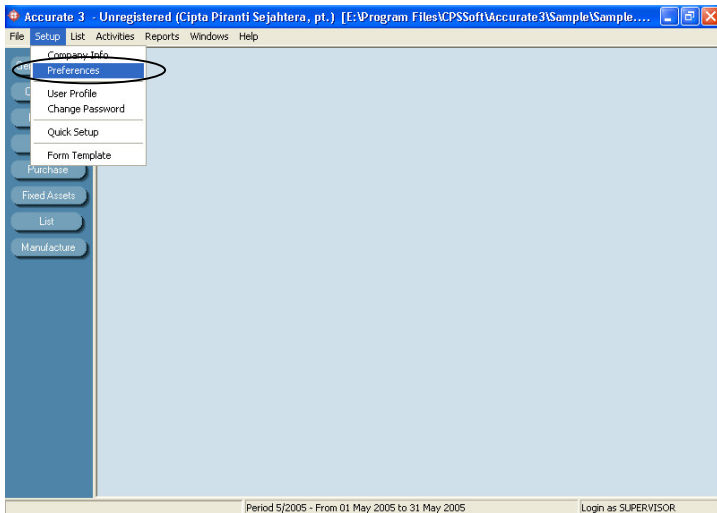 Accurate 3 - Unregistered (Cipta Piranti Sejahtera, pt.) [E:\Program Files\CPSSoft\Accurate3\Sample\Sample....
File Setup List Activities Reports Windows Help
Company Info
Preferences
User Profile
Change Password
Quick Setup
Form Template
Purchase
Fixed Assets
List
Manufacture
Period 5/2005 - From 01 May 2005 to 31 May 2005 Login as SUPERVISOR